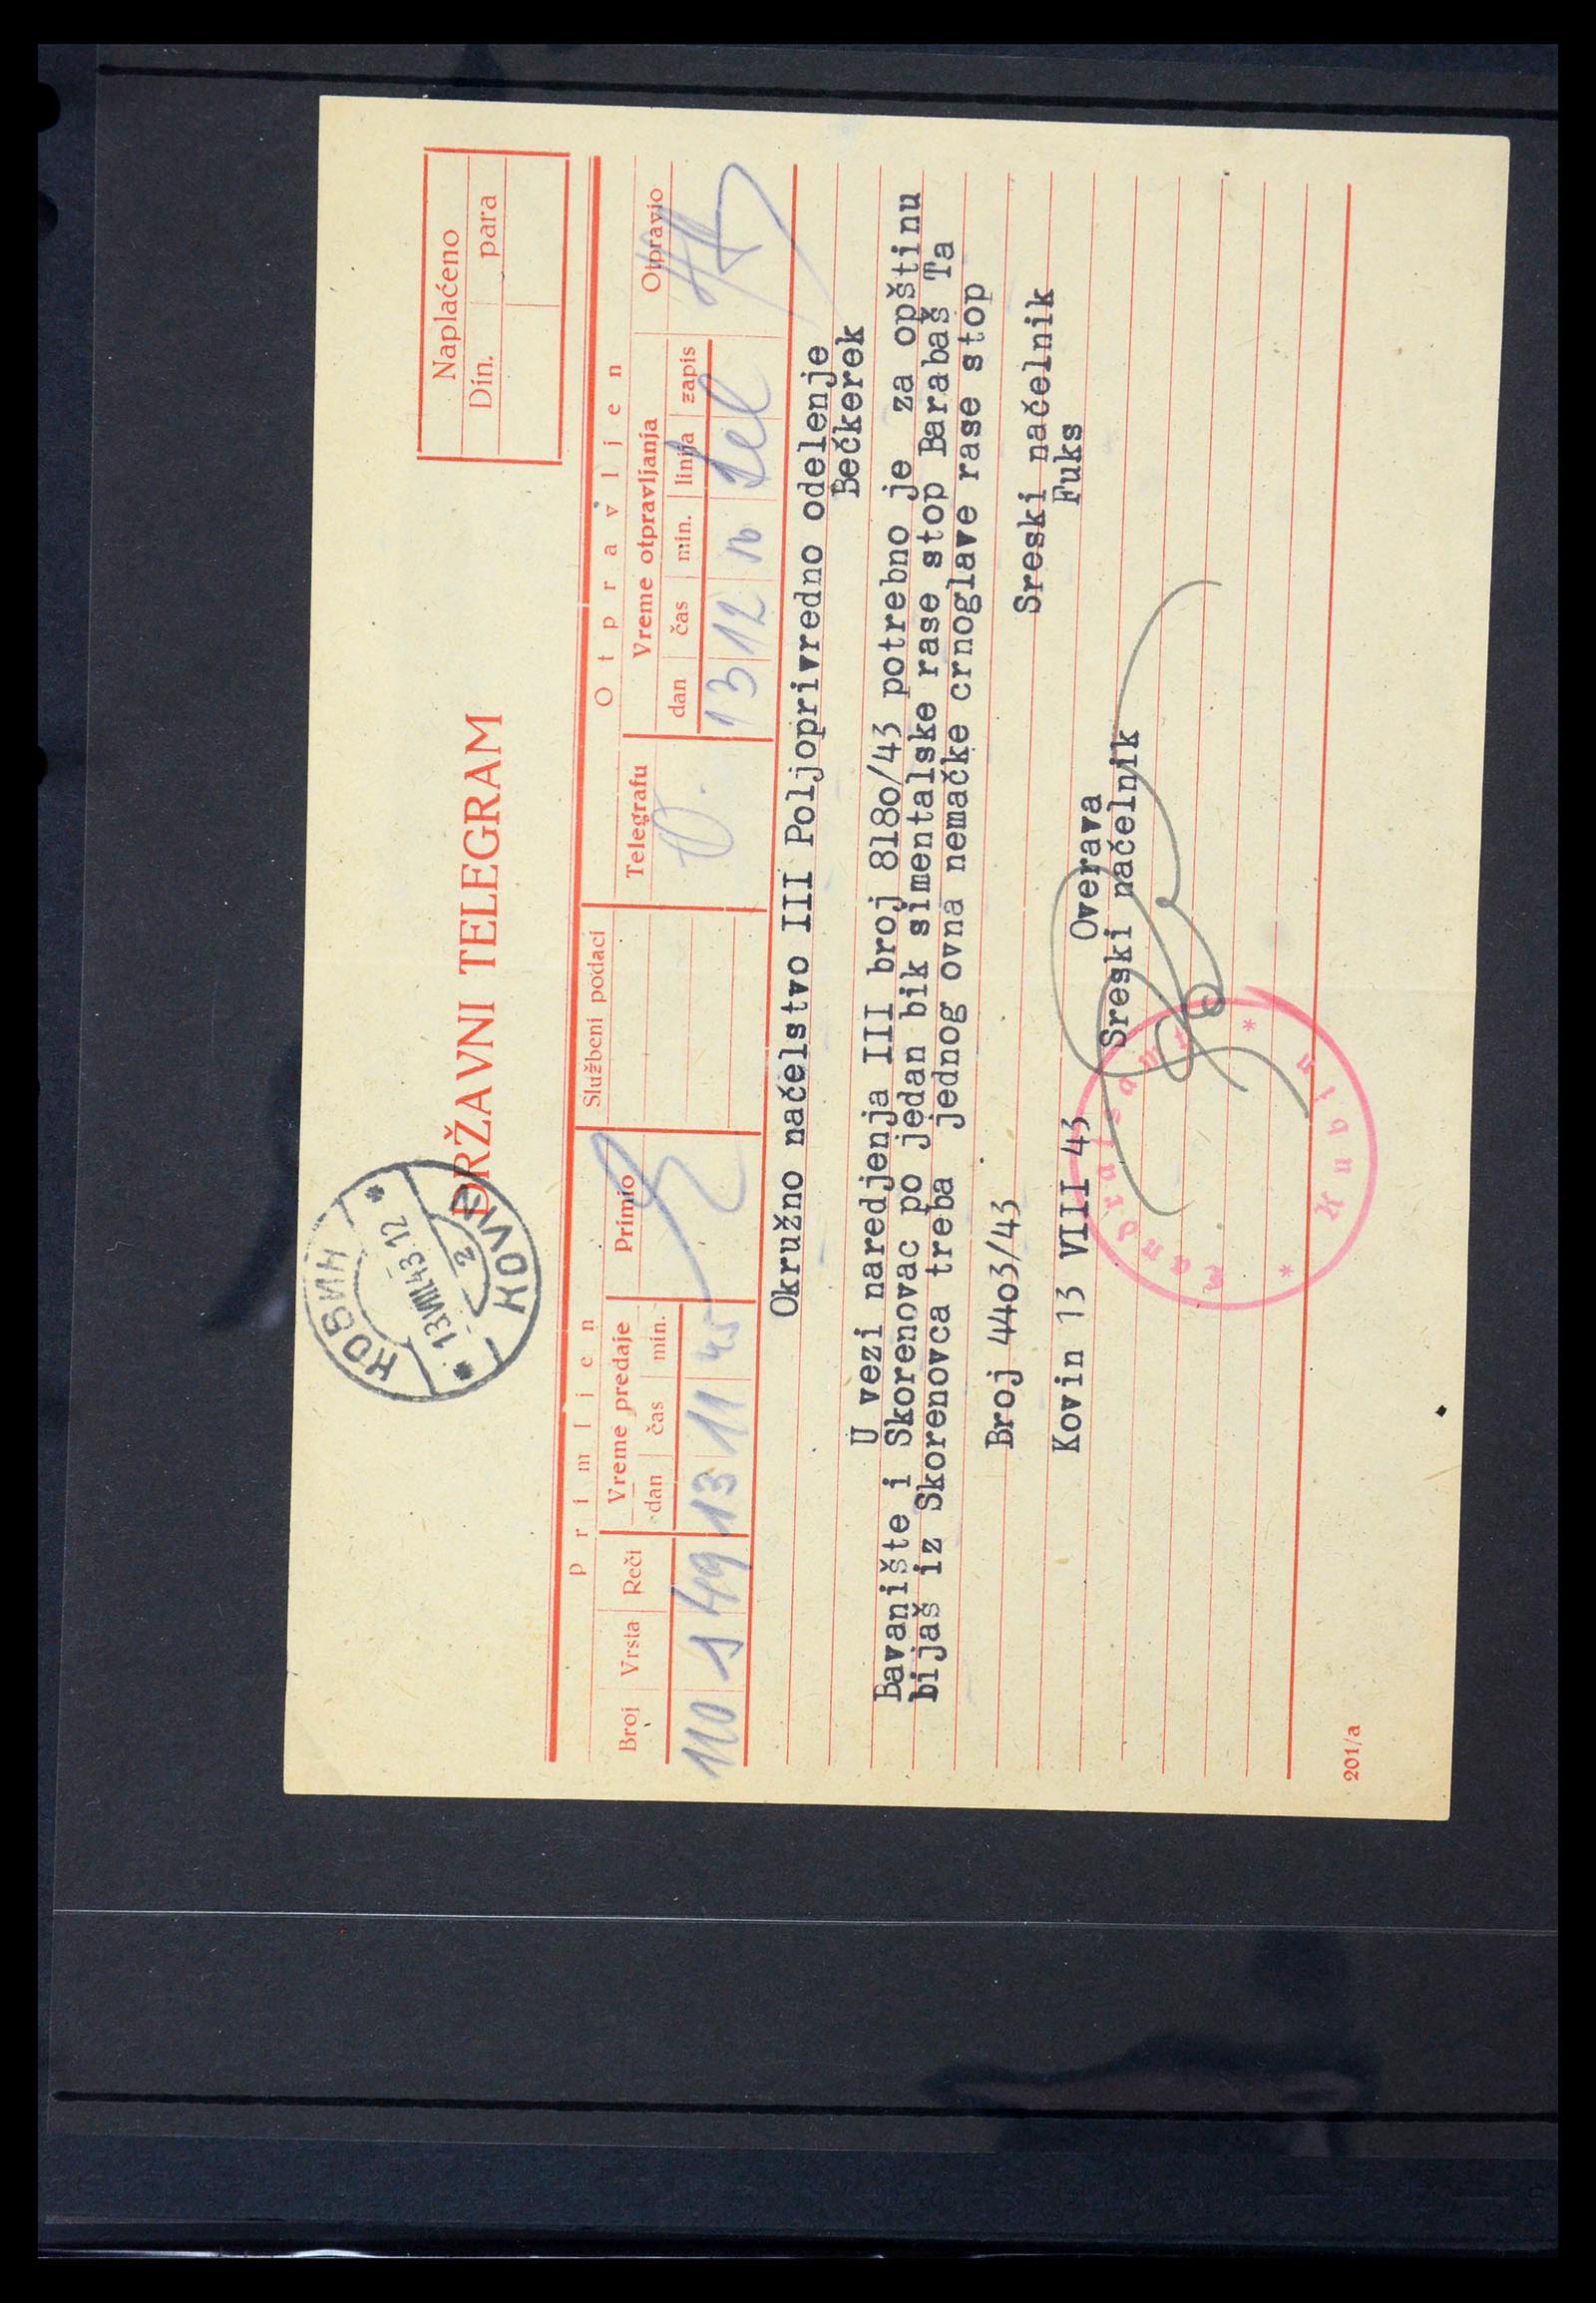 КОВИН
13.VIII.43.12
2
KOVIN
DRŽAVNI TELEGRAM
Naplaćeno
Din. para
Primljen
Službeni podaci
Telegrafu
Otpravljen
Broj Vrsta Reči Vreme predaje Primio
dan čas min.
Vreme otpravljanja Otpravio
dan čas min. linija zapis
110 S 49 13 11 45
13 12 10
Okružno načelstvo III Poljoprivredno odelenje
Bečkerek
U vezi naredjenja III broj 8180/43 potrebno je za opštinu
Bavanište i Skorenovac po jedan bik simentalske rase stop Barabaš Ta
bijaš iz Skorenovca treba jednog ovna nemačke crnoglave rase stop
Broj 4403/43
Sreski načelnik
Fuks
Kovin 13 VIII 43
Overava
Sreski načelnik
Kubin
201/a